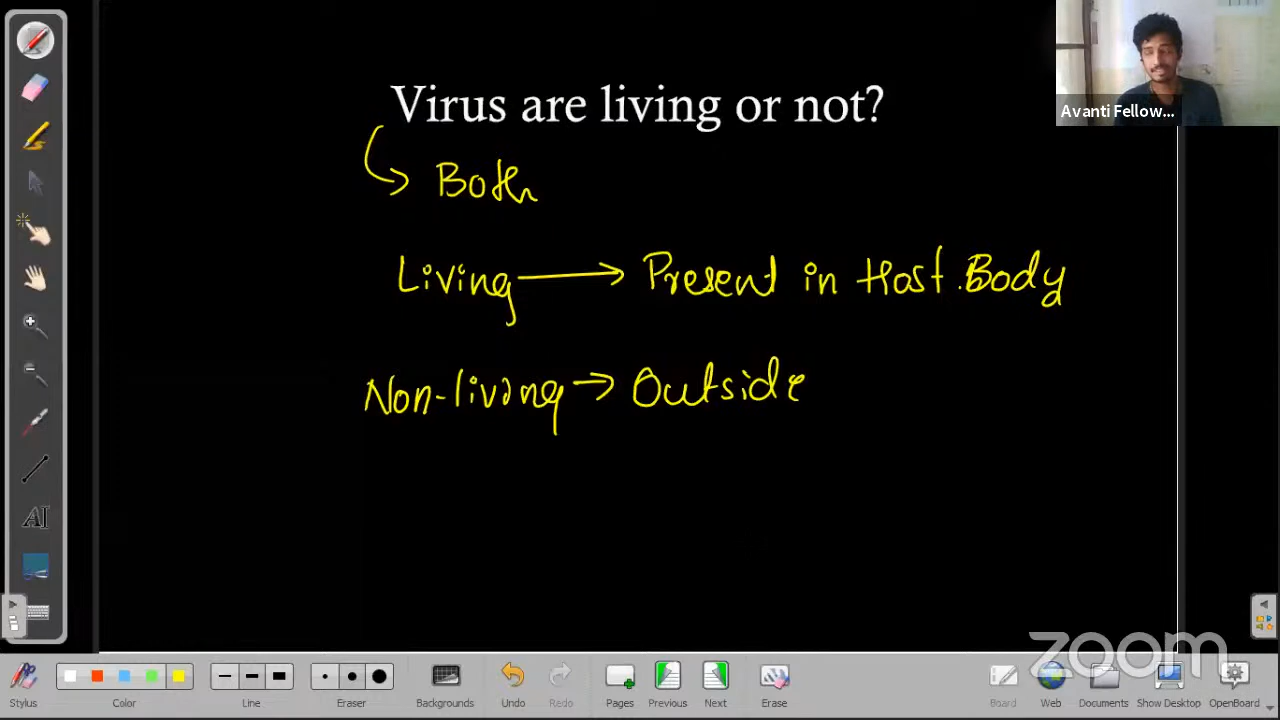 Virus are living or not?
Avanti Fellow...
Both
Living → Present in Host.Body
Non-living → Outside
AI
zoom
Stylus
Color
Line
Eraser
Backgrounds
Undo
Redo
Pages
Previous
Next
Erase
Board
Web
Documents
Show Desktop
OpenBoard